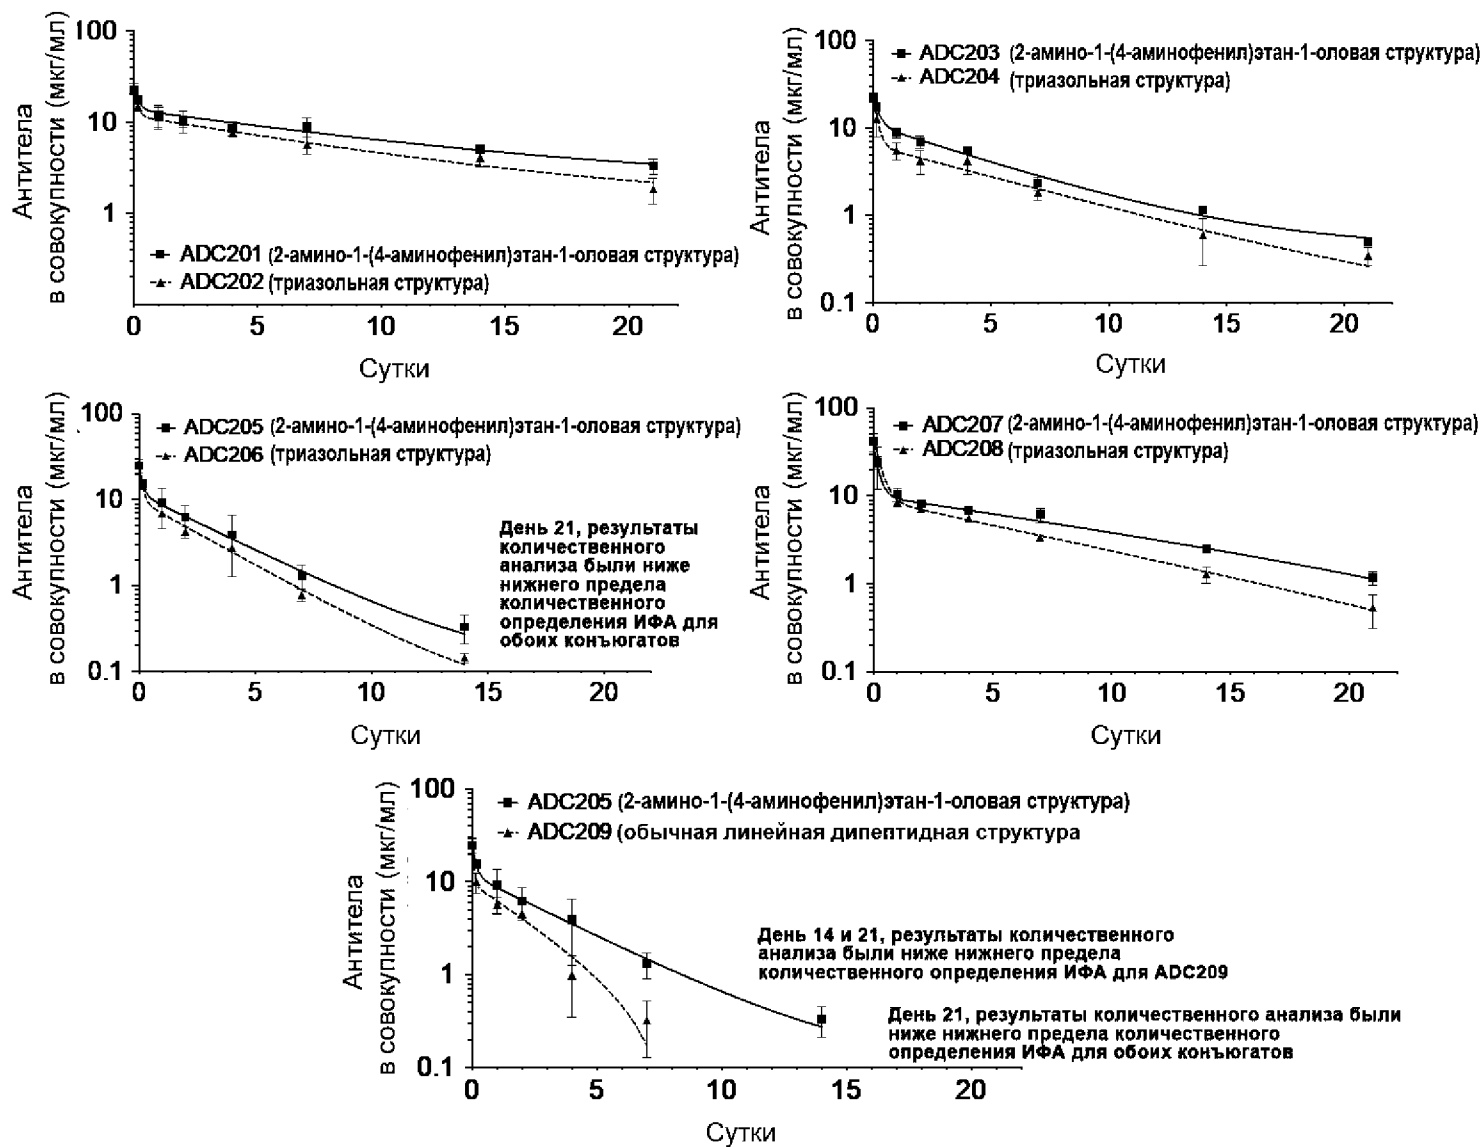 Антитела
в совокупности (мкг/мл)
100
10
1
ADC201 (2-амино-1-(4-аминофенил)этан-1-оловая структура)
ADC202 (триазольная структура)
0 5 10 15 20
Сутки
Антитела
в совокупности (мкг/мл)
100
10
1
0.1
ADC203 (2-амино-1-(4-аминофенил)этан-1-оловая структура)
ADC204 (триазольная структура)
0 5 10 15 20
Сутки
Антитела
в совокупности (мкг/мл)
100
10
1
0.1
ADC205 (2-амино-1-(4-аминофенил)этан-1-оловая структура)
ADC206 (триазольная структура)
День 21, результаты
количественного
анализа были ниже
нижнего предела
количественного
определения ИФА для
обоих конъюгатов
0 5 10 15 20
Сутки
Антитела
в совокупности (мкг/мл)
100
10
1
0.1
ADC207 (2-амино-1-(4-аминофенил)этан-1-оловая структура)
ADC208 (триазольная структура)
0 5 10 15 20
Сутки
Антитела
в совокупности (мкг/мл)
100
10
1
0.1
ADC205 (2-амино-1-(4-аминофенил)этан-1-оловая структура)
ADC209 (обычная линейная дипептидная структура
День 14 и 21, результаты количественного
анализа были ниже нижнего предела
количественного определения ИФА для ADC209
День 21, результаты количественного анализа были
ниже нижнего предела количественного
определения ИФА для обоих конъюгатов
0 5 10 15 20
Сутки